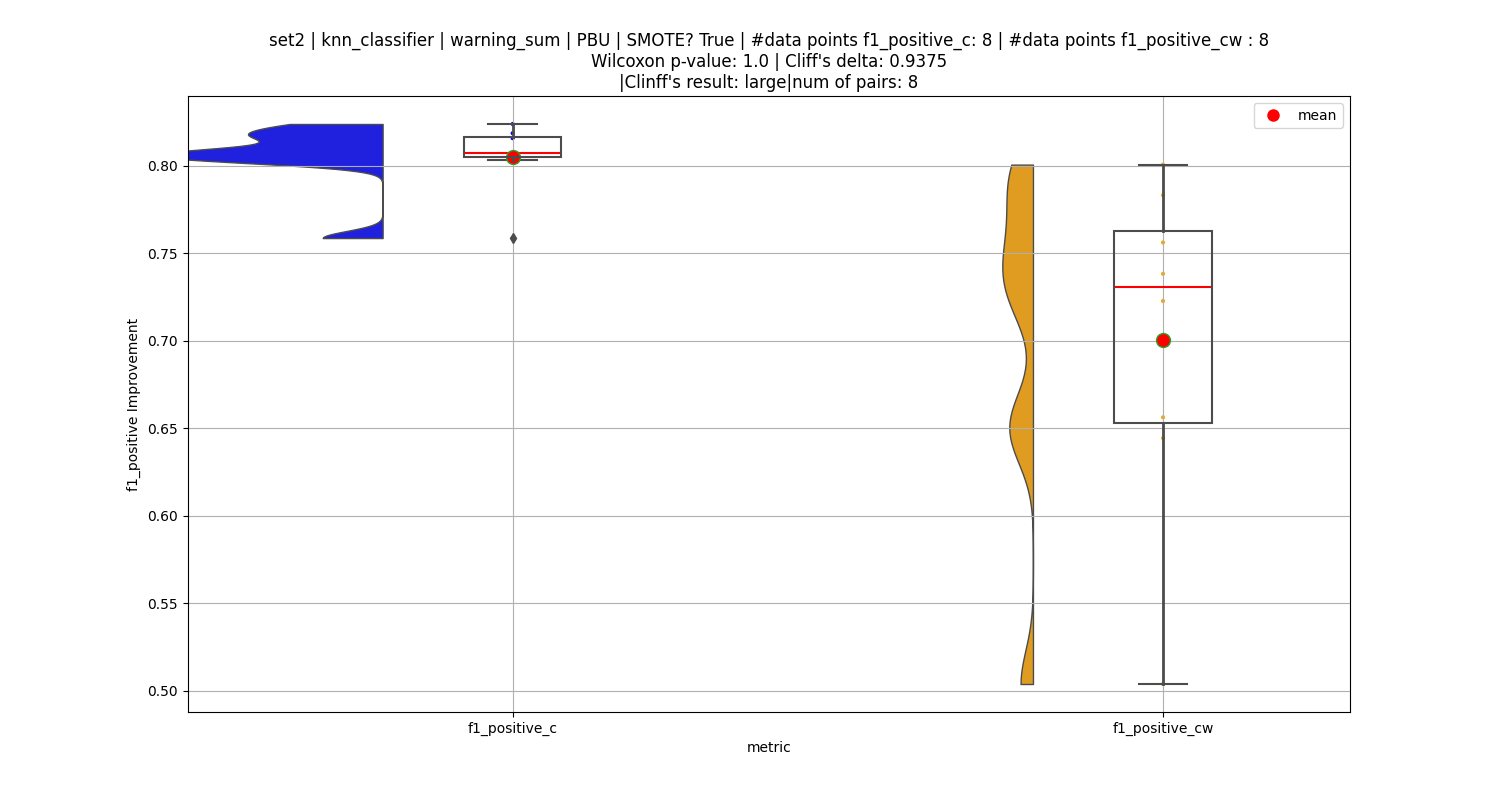 set2 | knn_classifier | warning_sum | PBU | SMOTE? True | #data points f1_positive_c: 8 | #data points f1_positive_cw : 8
Wilcoxon p-value: 1.0 | Cliff's delta: 0.9375
|Clinff's result: large|num of pairs: 8
mean
0.80
0.75
0.70
0.65
0.60
0.55
0.50
f1_positive Improvement
f1_positive_c
f1_positive_cw
metric